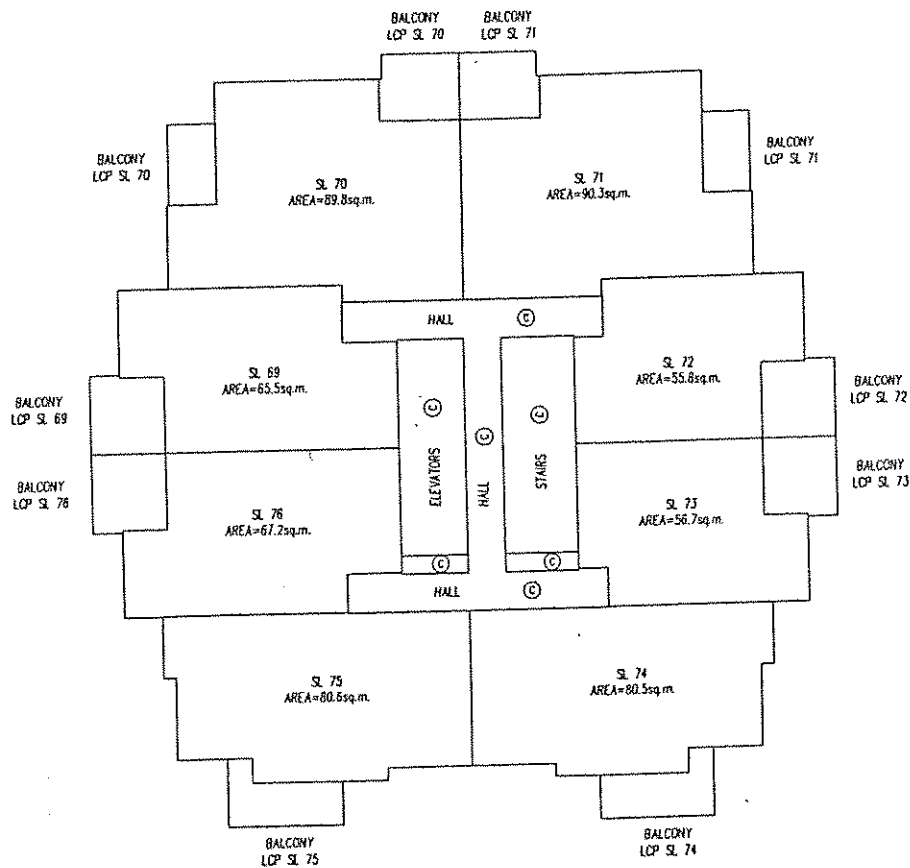 BALCONY
LCP SL 70
BALCONY
LCP SL 71
BALCONY
LCP SL 70
BALCONY
LCP SL 71
SL 70
AREA=89.8sq.m.
SL 71
AREA=90.3sq.m.
HALL C
SL 69
AREA=65.5sq.m.
SL 72
AREA=55.8sq.m.
BALCONY
LCP SL 69
BALCONY
LCP SL 72
ELEVATORS C
HALL C
STAIRS C
BALCONY
LCP SL 76
BALCONY
LCP SL 73
SL 76
AREA=67.2sq.m.
SL 73
AREA=56.7sq.m.
C
C
HALL C
SL 75
AREA=80.6sq.m.
SL 74
AREA=80.5sq.m.
BALCONY
LCP SL 75
BALCONY
LCP SL 74